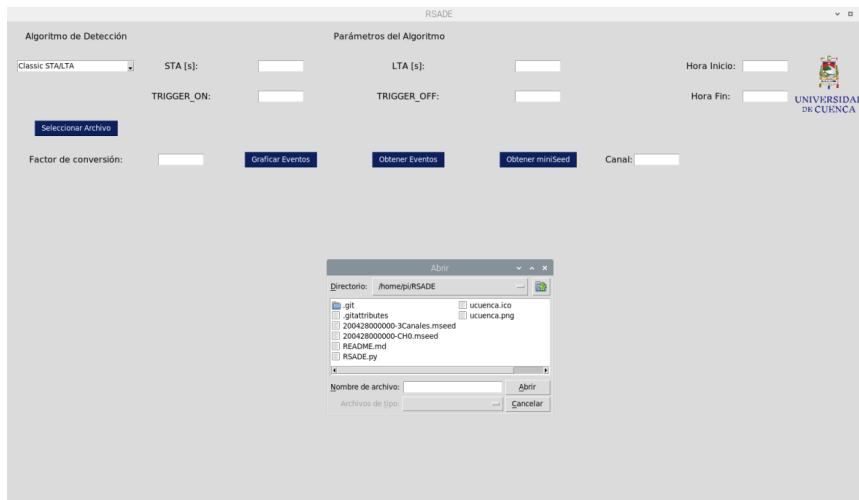 RSADE
Algoritmo de Detección Parámetros del Algoritmo
Classic STA/LTA STA [s]: LTA [s]: Hora Inicio:
TRIGGER_ON: TRIGGER_OFF: Hora Fin:
UNIVERSIDAD
DE CUENCA
Seleccionar Archivo
Factor de conversión: Graficar Eventos Obtener Eventos Obtener miniSeed Canal:
Abrir
Directorio: /home/pi/RSADE
.git ucuenca.ico
.gitattributes ucuenca.png
200428000000-3Canales.mseed
200428000000-CH0.mseed
README.md
RSADE.py
Nombre de archivo: Abrir
Archivos de tipo: Cancelar